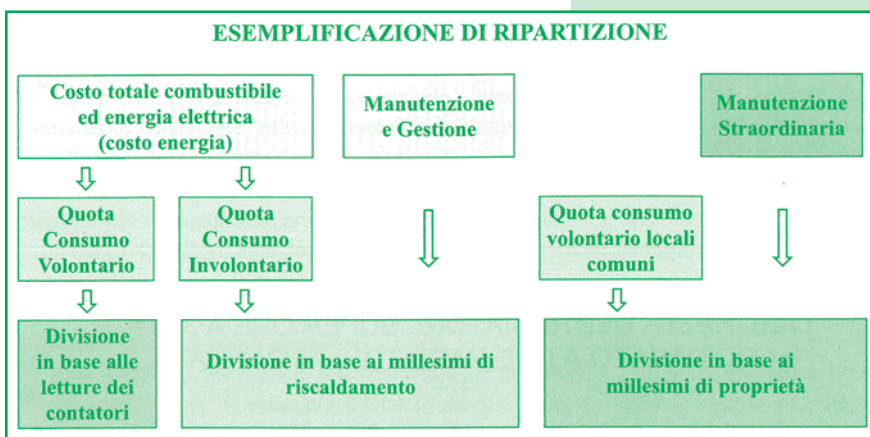 ESEMPLIFICAZIONE DI RIPARTIZIONE
Costo totale combustibile
ed energia elettrica
(costo energia)
Manutenzione
e Gestione
Manutenzione
Straordinaria
Quota
Consumo
Volontario
Quota
Consumo
Involontario
Quota consumo
volontario locali
comuni
Divisione
in base alle
letture dei
contatori
Divisione in base ai millesimi di
riscaldamento
Divisione in base ai
millesimi di proprietà